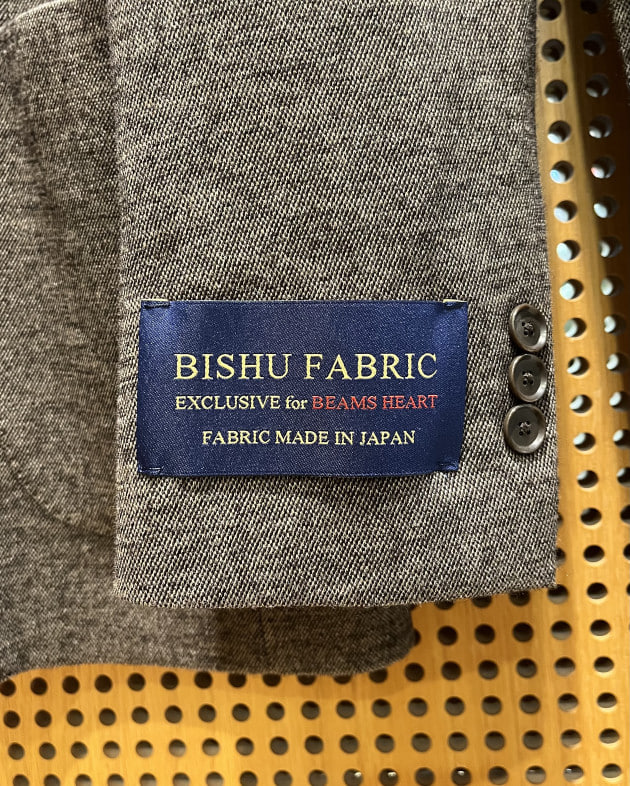 BISHU FABRIC
EXCLUSIVE for BEAMS HEART
FABRIC MADE IN JAPAN